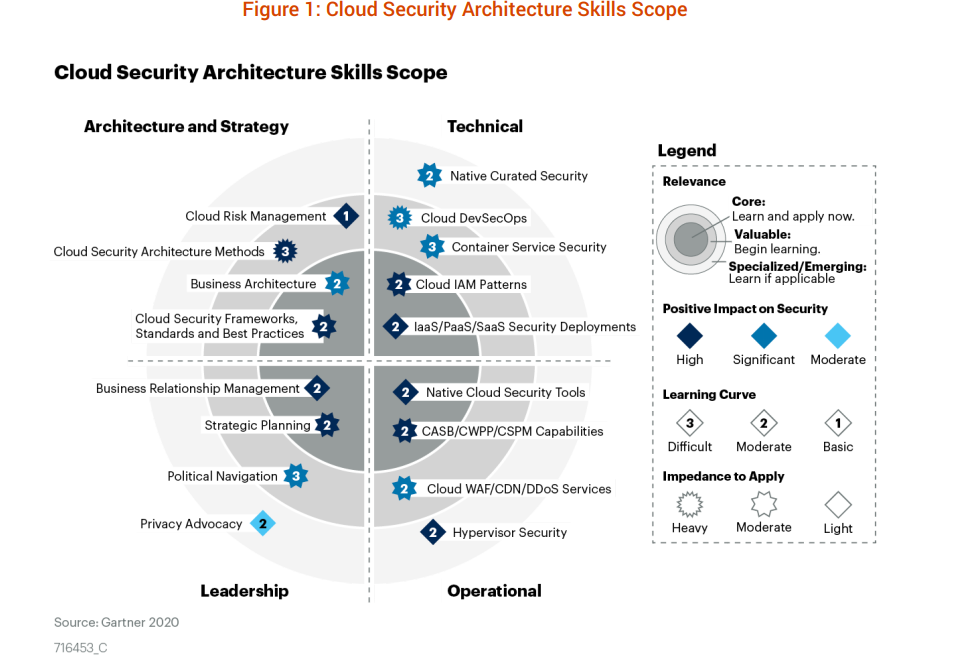 Figure 1: Cloud Security Architecture Skills Scope
Cloud Security Architecture Skills Scope
Architecture and Strategy
Cloud Risk Management
1
Cloud Security Architecture Methods
3
Business Architecture
2
Cloud Security Frameworks,
Standards and Best Practices
2
Technical
2
Native Curated Security
3
Cloud DevSecOps
3
Container Service Security
2
Cloud IAM Patterns
2
IaaS/PaaS/SaaS Security Deployments
Business Relationship Management
2
Strategic Planning
2
Political Navigation
3
Privacy Advocacy
2
Leadership
2
Native Cloud Security Tools
2
CASB/CWPP/CSPM Capabilities
2
Cloud WAF/CDN/DDoS Services
2
Hypervisor Security
Operational
Legend
Relevance
Core:
Learn and apply now.
Valuable:
Begin learning.
Specialized/Emerging:
Learn if applicable
Positive Impact on Security
High
Significant
Moderate
Learning Curve
3
2
1
Difficult
Moderate
Basic
Impedance to Apply
Heavy
Moderate
Light
Source: Gartner 2020
716453_C